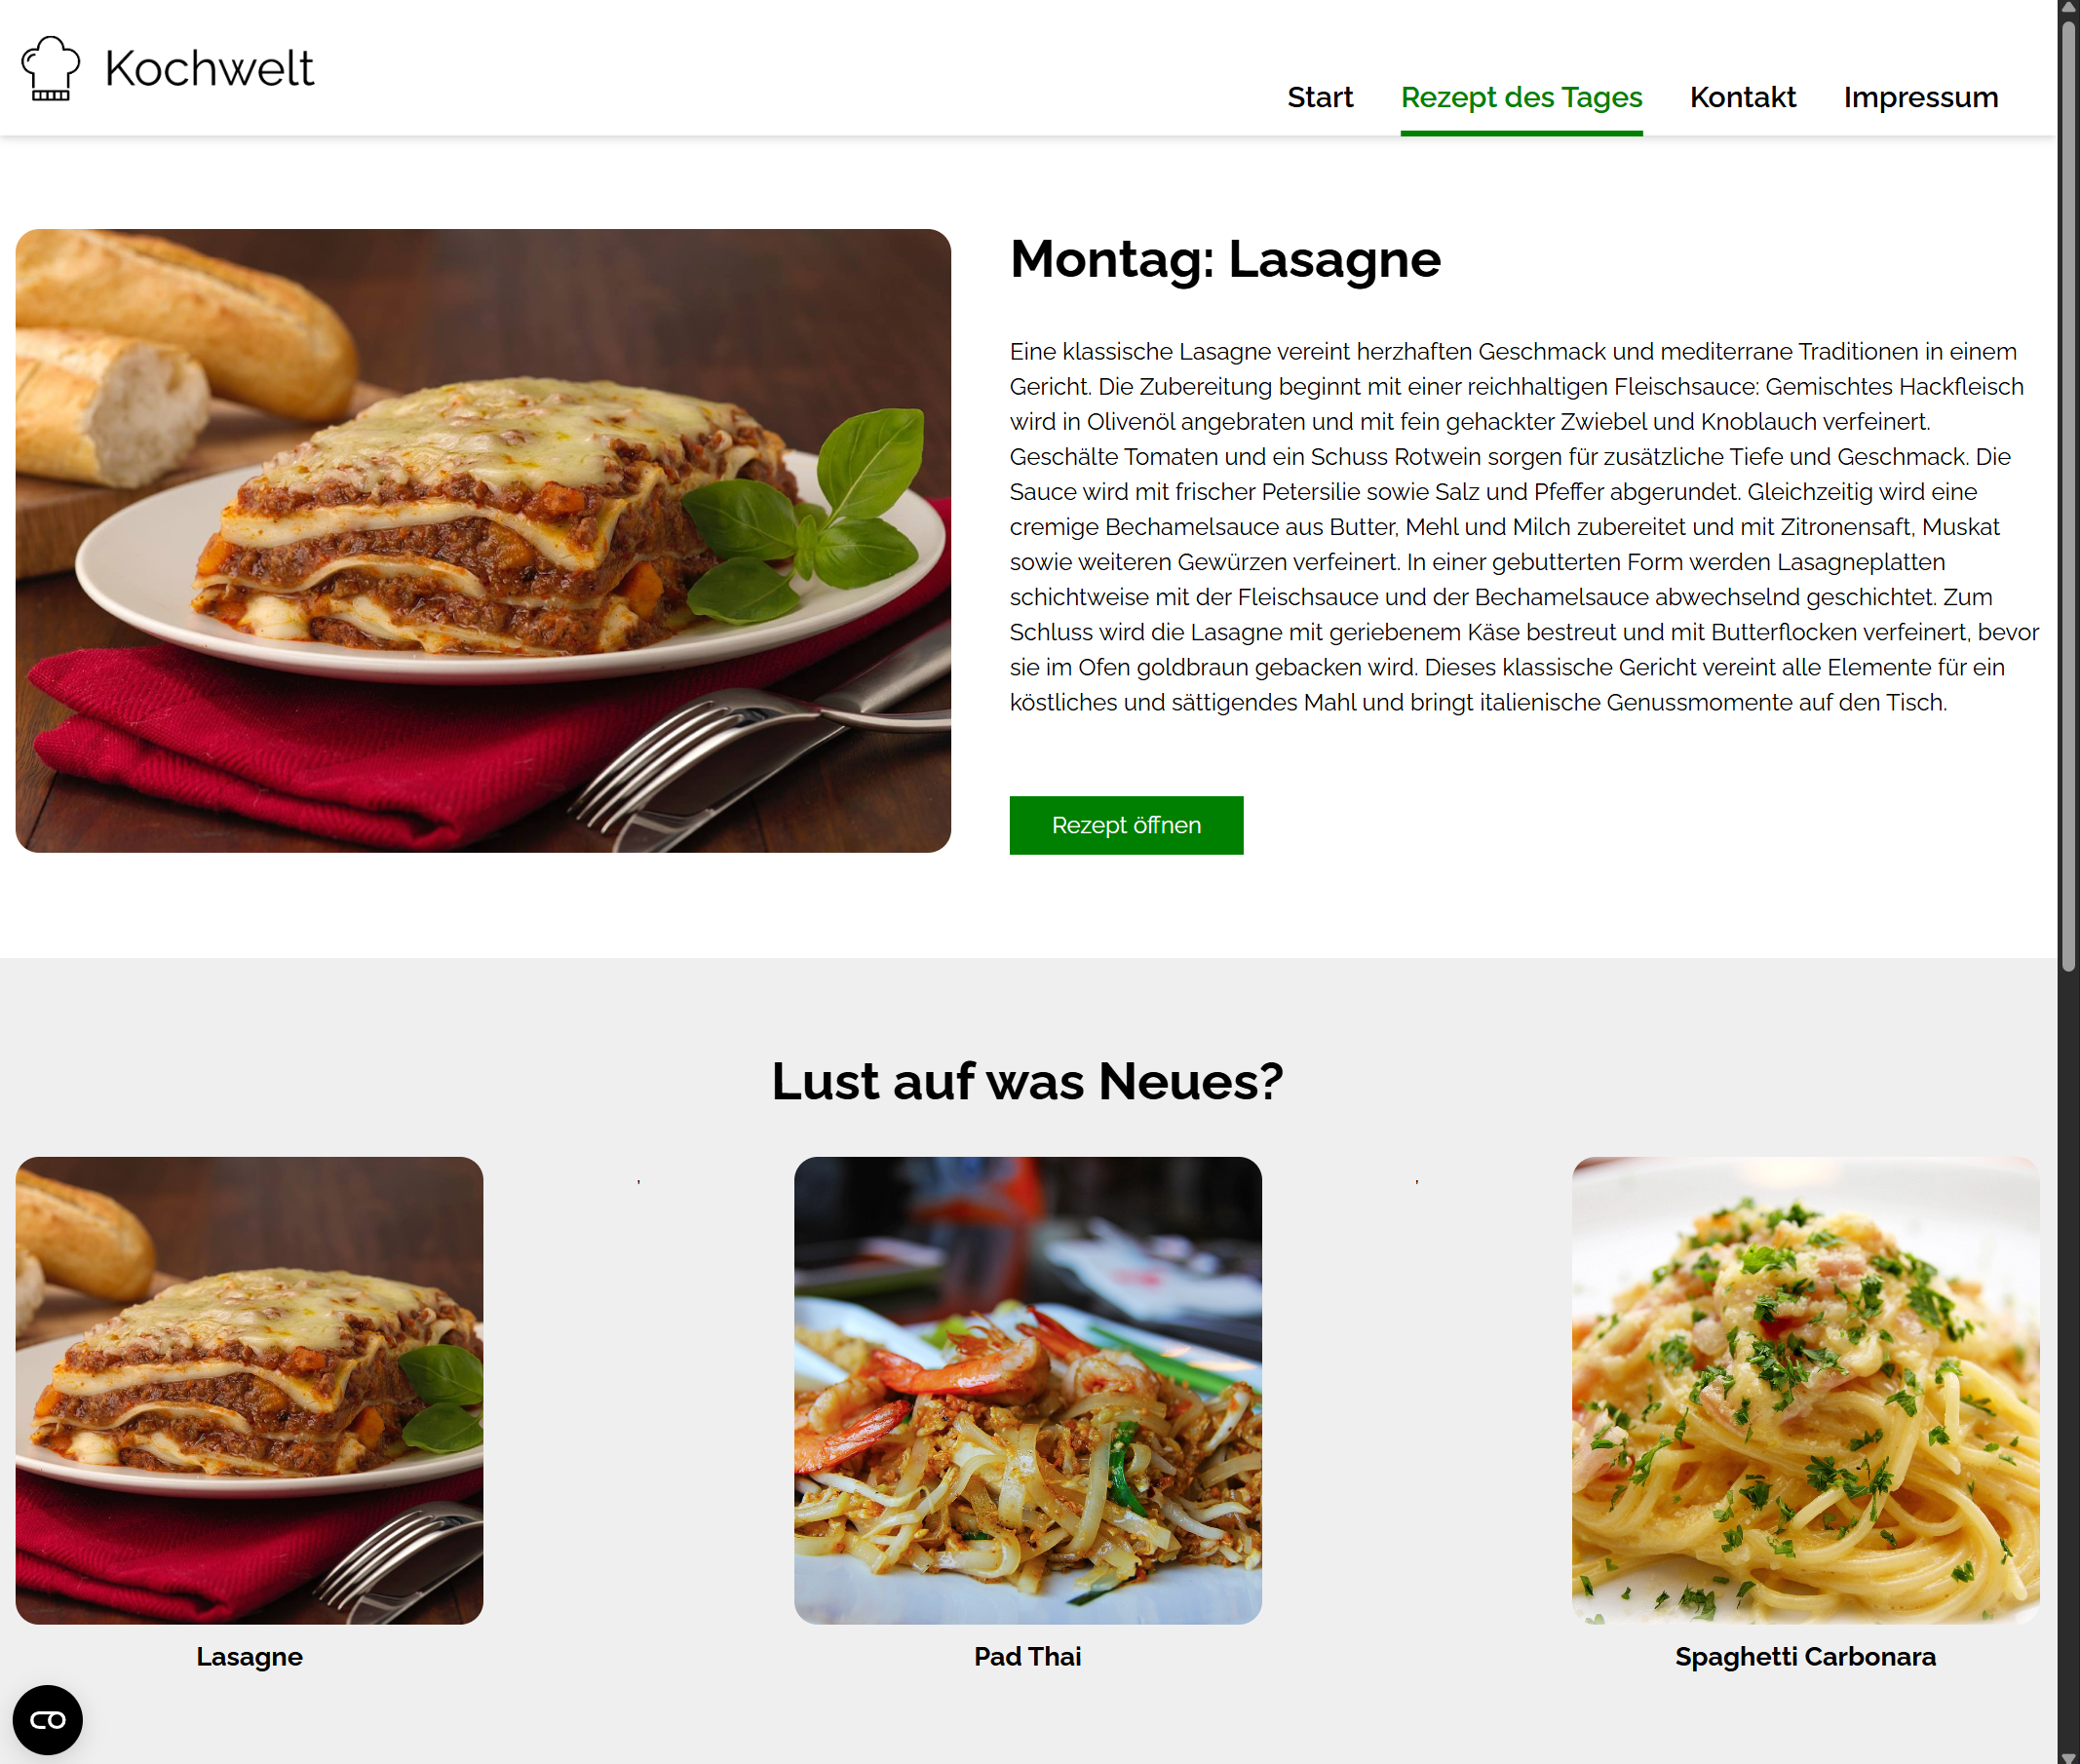 Kochwelt
Start
Rezept des Tages
Kontakt
Impressum
Montag: Lasagne
Eine klassische Lasagne vereint herzhaften Geschmack und mediterrane Traditionen in einem
Gericht. Die Zubereitung beginnt mit einer reichhaltigen Fleischsauce: Gemischtes Hackfleisch
wird in Olivenöl angebraten und mit fein gehackter Zwiebel und Knoblauch verfeinert.
Geschälte Tomaten und ein Schuss Rotwein sorgen für zusätzliche Tiefe und Geschmack. Die
Sauce wird mit frischer Petersilie sowie Salz und Pfeffer abgerundet. Gleichzeitig wird eine
cremige Bechamelsauce aus Butter, Mehl und Milch zubereitet und mit Zitronensaft, Muskat
sowie weiteren Gewürzen verfeinert. In einer gebutterten Form werden Lasagneplatten
schichtweise mit der Fleischsauce und der Bechamelsauce abwechselnd geschichtet. Zum
Schluss wird die Lasagne mit geriebenem Käse bestreut und mit Butterflocken verfeinert, bevor
sie im Ofen goldbraun gebacken wird. Dieses klassische Gericht vereint alle Elemente für ein
köstliches und sättigendes Mahl und bringt italienische Genussmomente auf den Tisch.
Rezept öffnen
Lust auf was Neues?
' '
Lasagne
Pad Thai
Spaghetti Carbonara